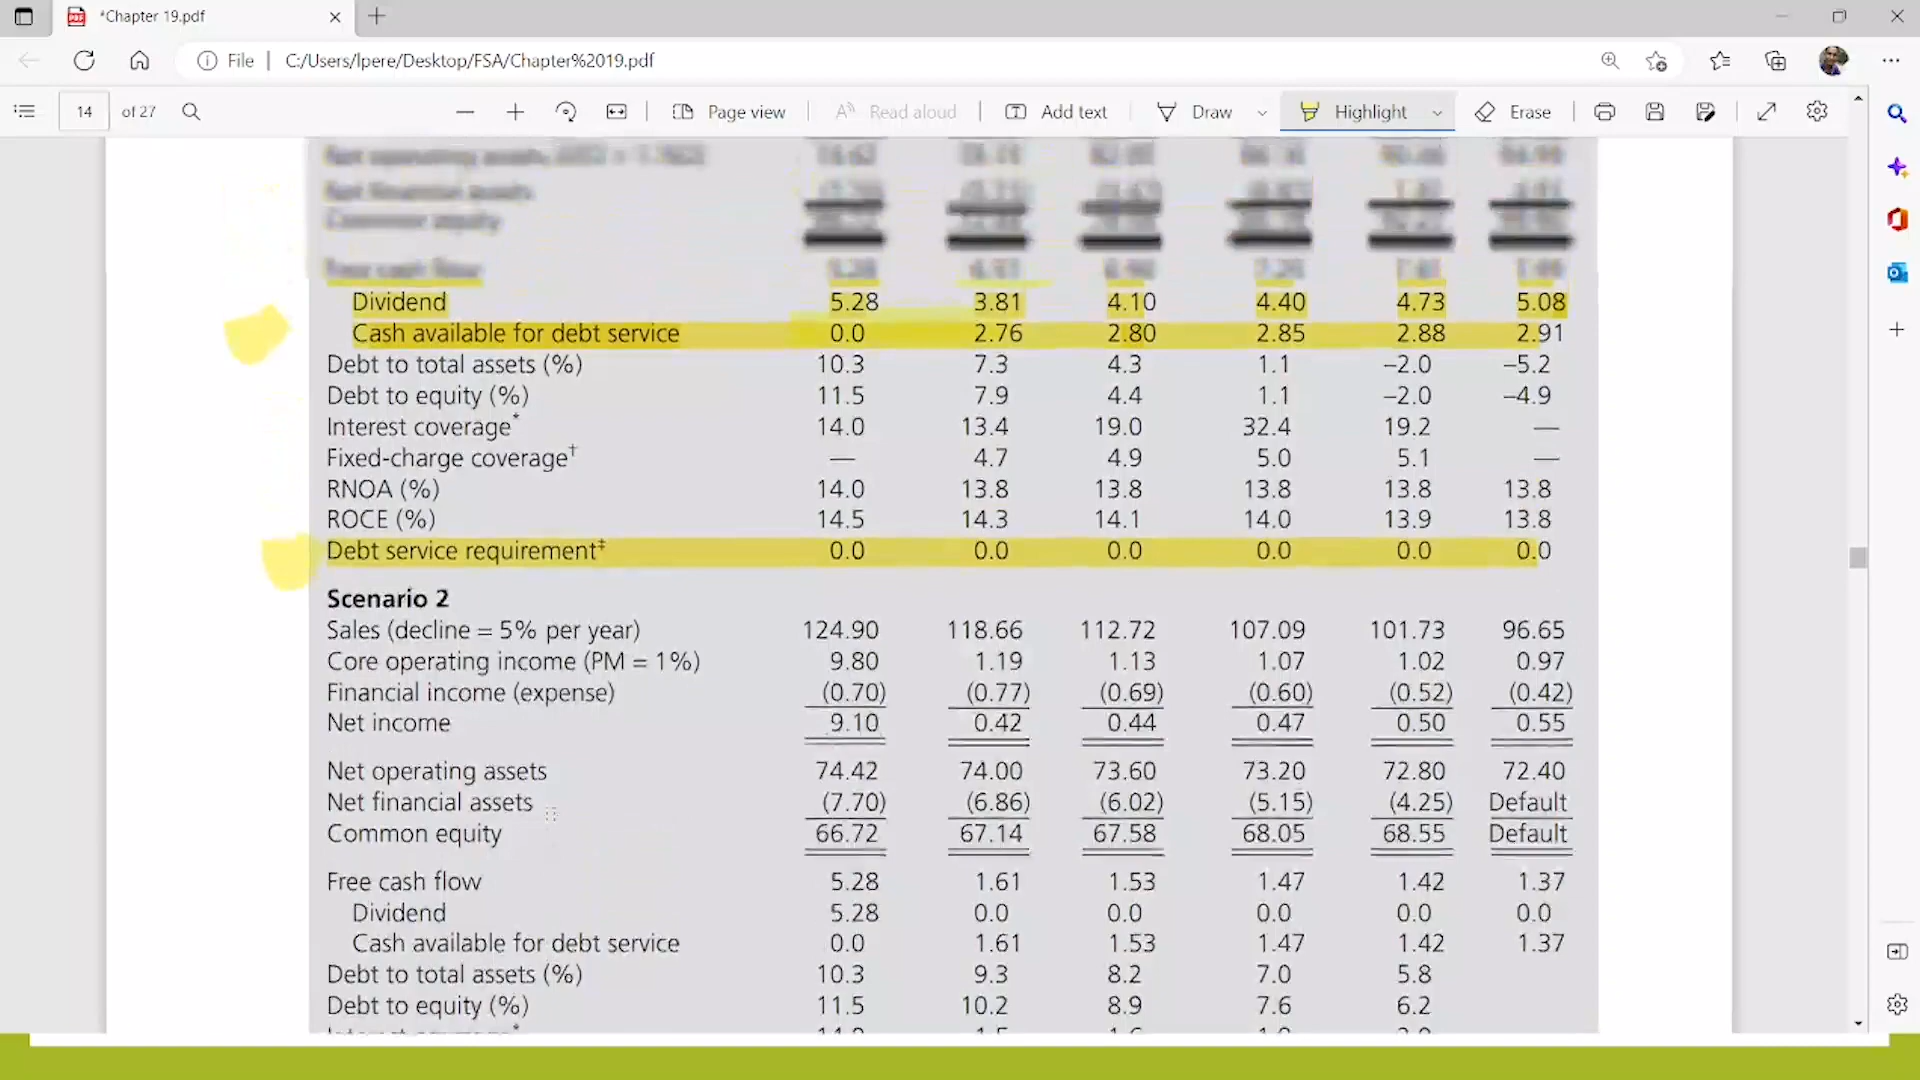 *Chapter 19.pdf
File | C:/Users/lpere/Desktop/FSA/Chapter%2019.pdf
14 of 27 Page view Read aloud Add text Draw Highlight Erase
Net financial assets
Common equity
Free cash flow 5.28
Dividend 5.28 3.81 4.10 4.40 4.73 5.08
Cash available for debt service 0.0 2.76 2.80 2.85 2.88 2.91
Debt to total assets (%) 10.3 7.3 4.3 1.1 –2.0 –5.2
Debt to equity (%) 11.5 7.9 4.4 1.1 –2.0 –4.9
Interest coverage* 14.0 13.4 19.0 32.4 19.2 —
Fixed-charge coverage† — 4.7 4.9 5.0 5.1 —
RNOA (%) 14.0 13.8 13.8 13.8 13.8 13.8
ROCE (%) 14.5 14.3 14.1 14.0 13.9 13.8
Debt service requirement‡ 0.0 0.0 0.0 0.0 0.0 0.0
Scenario 2
Sales (decline = 5% per year) 124.90 118.66 112.72 107.09 101.73 96.65
Core operating income (PM = 1%) 9.80 1.19 1.13 1.07 1.02 0.97
Financial income (expense) (0.70) (0.77) (0.69) (0.60) (0.52) (0.42)
Net income 9.10 0.42 0.44 0.47 0.50 0.55
Net operating assets 74.42 74.00 73.60 73.20 72.80 72.40
Net financial assets (7.70) (6.86) (6.02) (5.15) (4.25) Default
Common equity 66.72 67.14 67.58 68.05 68.55 Default
Free cash flow 5.28 1.61 1.53 1.47 1.42 1.37
Dividend 5.28 0.0 0.0 0.0 0.0 0.0
Cash available for debt service 0.0 1.61 1.53 1.47 1.42 1.37
Debt to total assets (%) 10.3 9.3 8.2 7.0 5.8
Debt to equity (%) 11.5 10.2 8.9 7.6 6.2